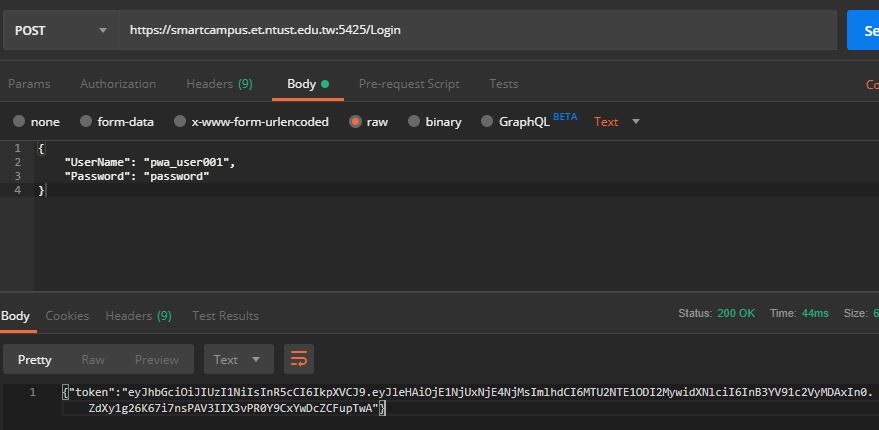 POST https://smartcampus.et.ntust.edu.tw:5425/Login Se
Params Authorization Headers (9) Body Pre-request Script Tests Co
none form-data x-www-form-urlencoded raw binary GraphQL BETA Text
1 {
2 "UserName": "pwa_user001",
3 "Password": "password"
4 }
Body Cookies Headers (9) Test Results Status: 200 OK Time: 44ms Size: 6
Pretty Raw Preview Text
1 {"token":"eyJhbGciOiJIUzI1NiIsInR5cCI6IkpXVCJ9.eyJleHAiOjE1NjUxNjE4NjMsImlhdCI6MTU2NTE1ODI2MywidXNlciI6InB3YV91c2VyMDAxIn0.
ZdXy1g26K67i7nsPAV3IIX3vPR0Y9CxYwDcZCFupTwA"}